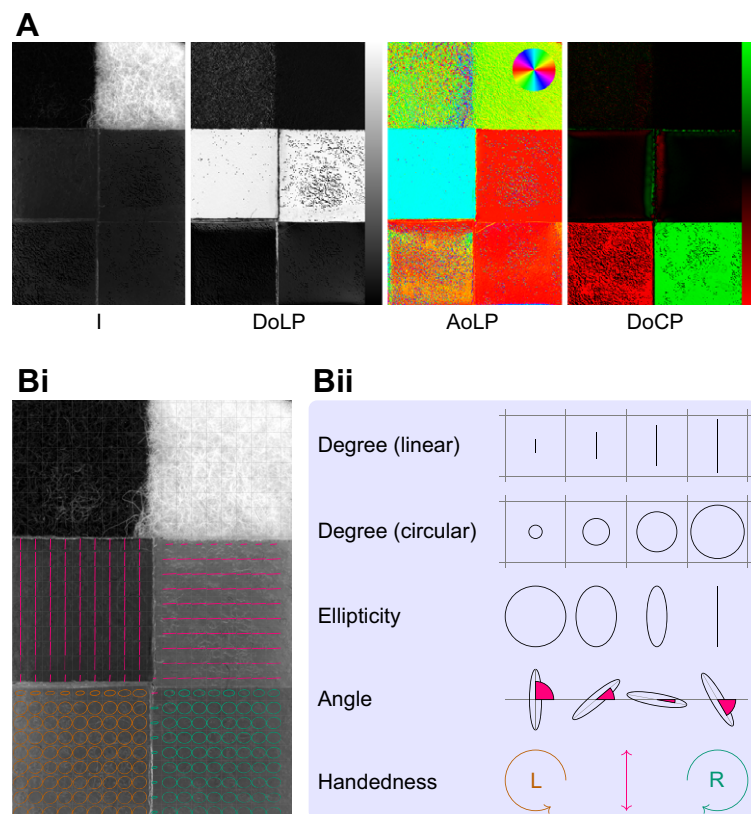 A
I DoLP AoLP DoCP
Bi
Bii
Degree (linear)
Degree (circular)
Ellipticity
Angle
Handedness
L
R